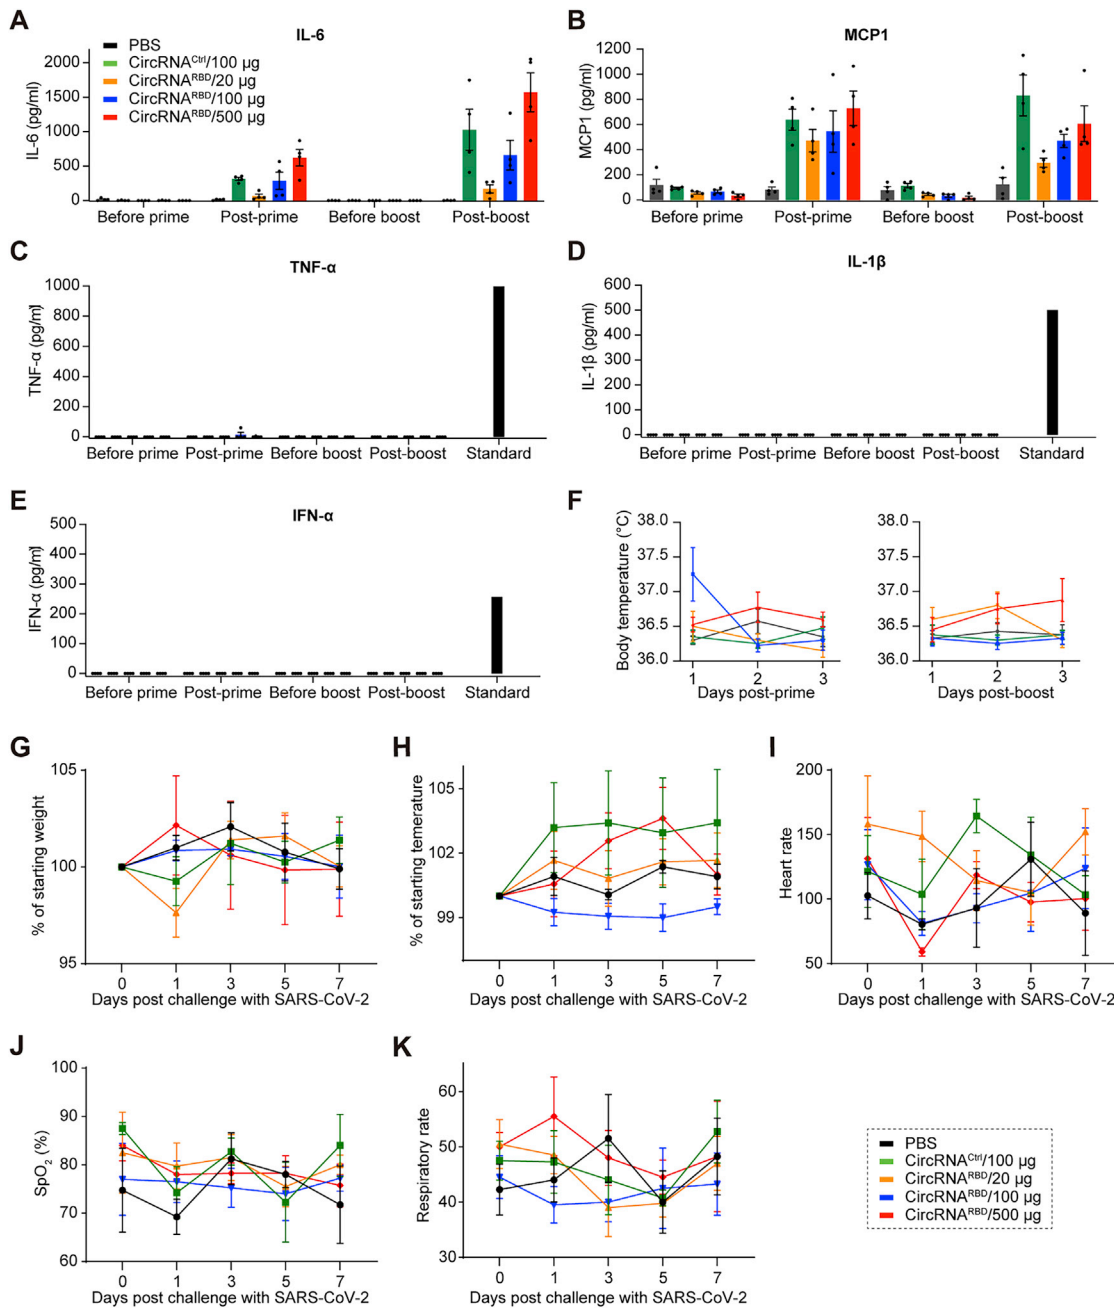 A
IL-6
IL-6 (pg/ml)
2000
1500
1000
500
0
PBS
CircRNA^Ctrl/100 µg
CircRNA^RBD/20 µg
CircRNA^RBD/100 µg
CircRNA^RBD/500 µg
Before prime Post-prime Before boost Post-boost
B
MCP1
MCP1 (pg/ml)
1200
1000
800
600
400
200
0
Before prime Post-prime Before boost Post-boost
C
TNF-α
TNF-α (pg/ml)
1000
800
600
400
200
0
Before prime Post-prime Before boost Post-boost Standard
D
IL-1β
IL-1β (pg/ml)
600
500
400
300
200
100
0
Before prime Post-prime Before boost Post-boost Standard
E
IFN-α
IFN-α (pg/ml)
500
400
300
200
100
0
Before prime Post-prime Before boost Post-boost Standard
F
Body temperature (°C)
38.0
37.5
37.0
36.5
36.0
1 2 3
Days post-prime
38.0
37.5
37.0
36.5
36.0
1 2 3
Days post-boost
G
% of starting weight
105
100
95
0 1 3 5 7
Days post challenge with SARS-CoV-2
H
% of starting temerature
105
102
99
0 1 3 5 7
Days post challenge with SARS-CoV-2
I
Heart rate
200
150
100
50
0 1 3 5 7
Days post challenge with SARS-CoV-2
J
SpO₂ (%)
100
90
80
70
60
0 1 3 5 7
Days post challenge with SARS-CoV-2
K
Respiratory rate
60
50
40
30
0 1 3 5 7
Days post challenge with SARS-CoV-2
PBS
CircRNA^Ctrl/100 µg
CircRNA^RBD/20 µg
CircRNA^RBD/100 µg
CircRNA^RBD/500 µg